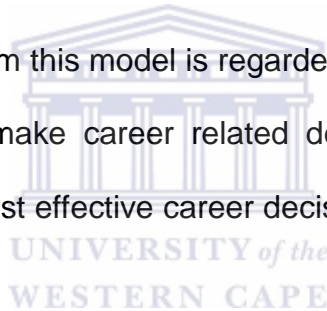 m this model is regarde
make career related de
st effective career decis
UNIVERSITY of the
WESTERN CAPE